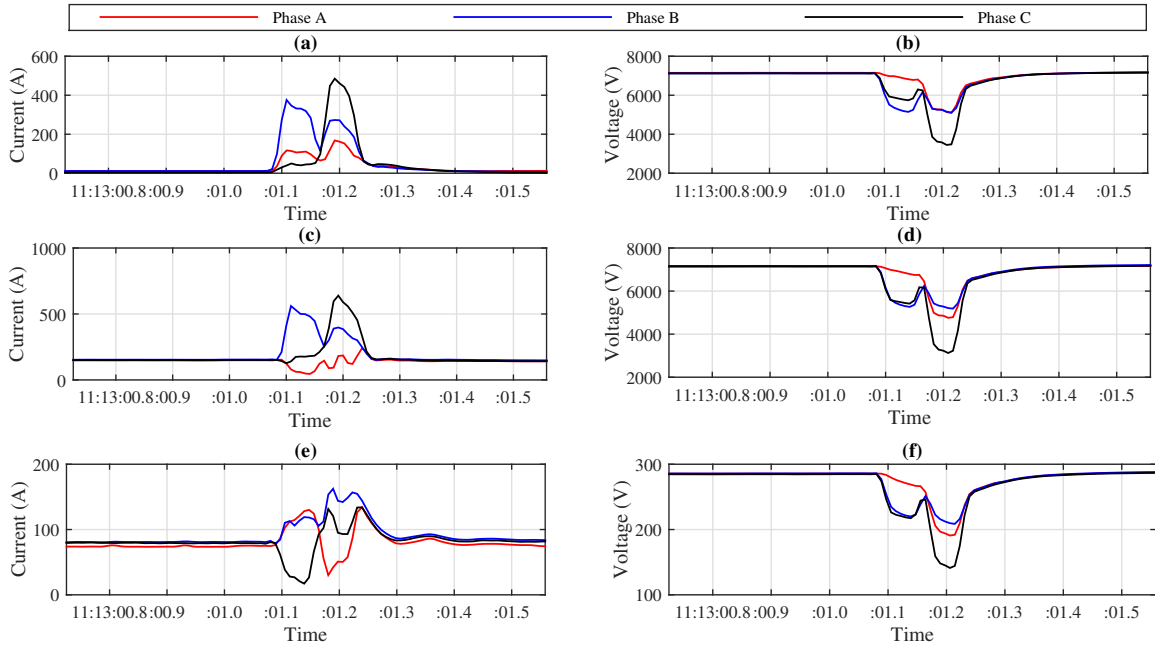 Phase A Phase B Phase C
(a) (b)
600 8000
400 6000
200 4000
0 2000
Current (A) Voltage (V)
11:13:00.8 :00.9 :01.0 :01.1 :01.2 :01.3 :01.4 :01.5 11:13:00.8 :00.9 :01.0 :01.1 :01.2 :01.3 :01.4 :01.5
Time Time
(c) (d)
1000 8000
500 6000
0 4000
2000
Current (A) Voltage (V)
11:13:00.8 :00.9 :01.0 :01.1 :01.2 :01.3 :01.4 :01.5 11:13:00.8 :00.9 :01.0 :01.1 :01.2 :01.3 :01.4 :01.5
Time Time
(e) (f)
200 300
100 200
0 100
Current (A) Voltage (V)
11:13:00.8 :00.9 :01.0 :01.1 :01.2 :01.3 :01.4 :01.5 11:13:00.8 :00.9 :01.0 :01.1 :01.2 :01.3 :01.4 :01.5
Time Time